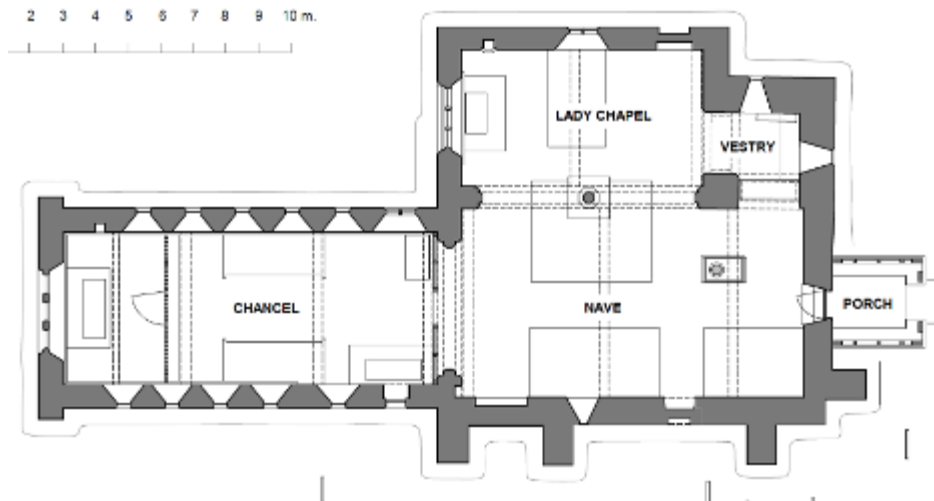 2 3 4 5 6 7 8 9 10 m.
LADY CHAPEL
VESTRY
CHANCEL
NAVE
PORCH